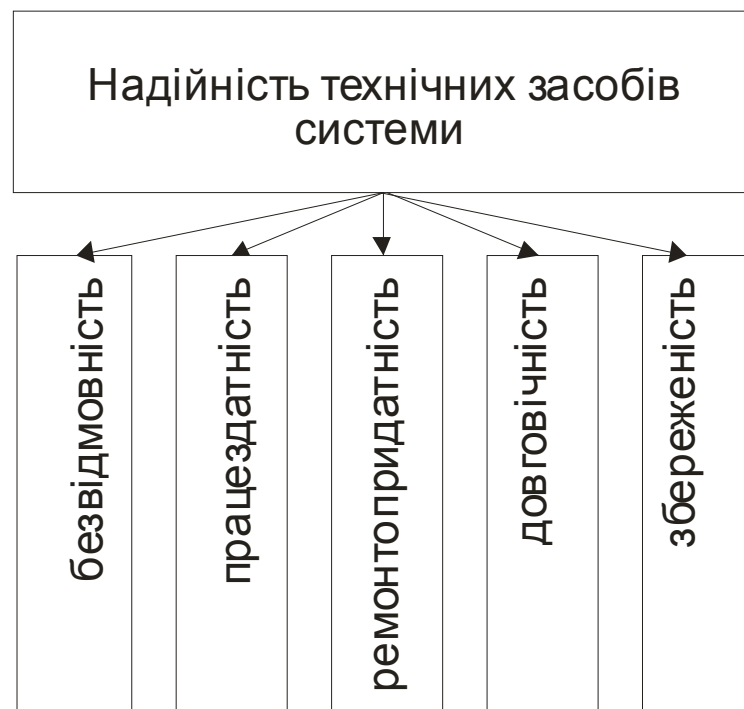 Надійність технічних засобів
системи
безвідмовність
працездатність
ремонтопридатність
довговічність
збереженість